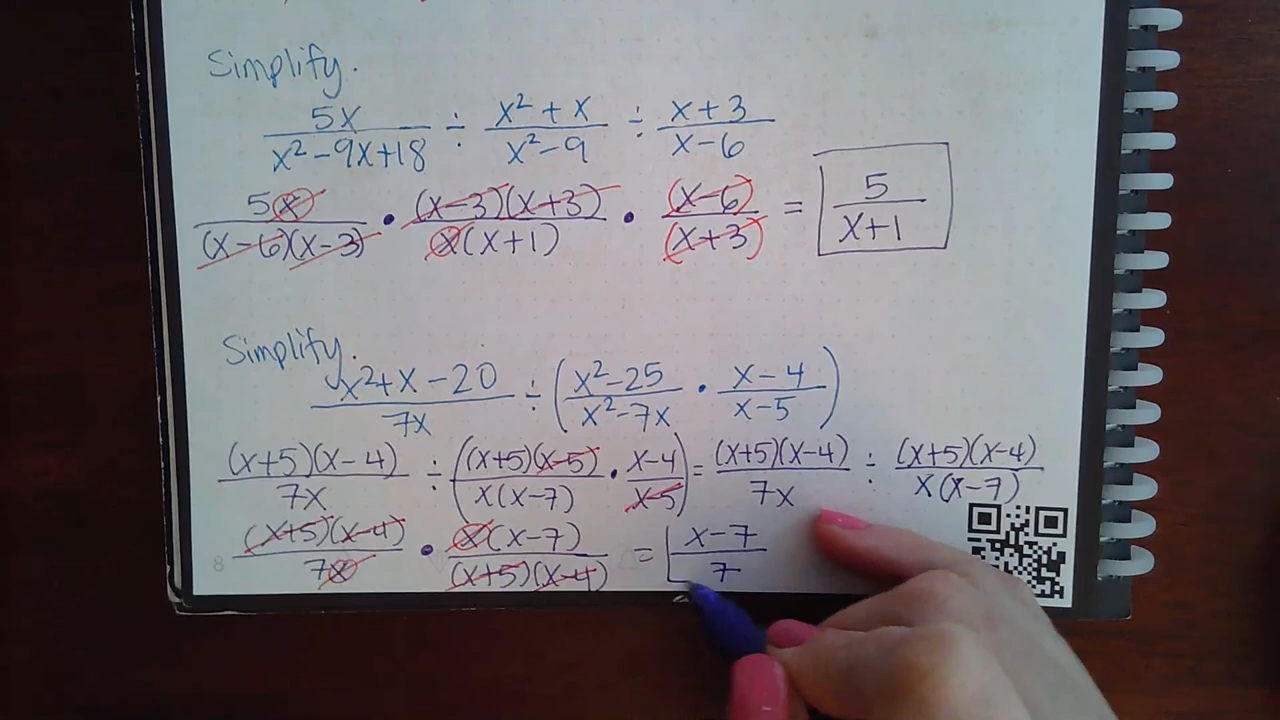 Simplify.
5x/(x²-9x+18) ÷ (x²+x)/(x²-9) ÷ (x+3)/(x-6)
5x/((x-6)(x-3)) • ((x-3)(x+3))/(x(x+1)) • (x-6)/(x+3) = 5/(x+1)
Simplify.
(x²+x-20)/7x ÷ ((x²-25)/(x²-7x) • (x-4)/(x-5))
((x+5)(x-4))/7x ÷ (((x+5)(x-5))/(x(x-7)) • (x-4)/(x-5)) = ((x+5)(x-4))/7x ÷ ((x+5)(x-4))/(x(x-7))
((x+5)(x-4))/7x • (x(x-7))/((x+5)(x-4)) = (x-7)/7
8